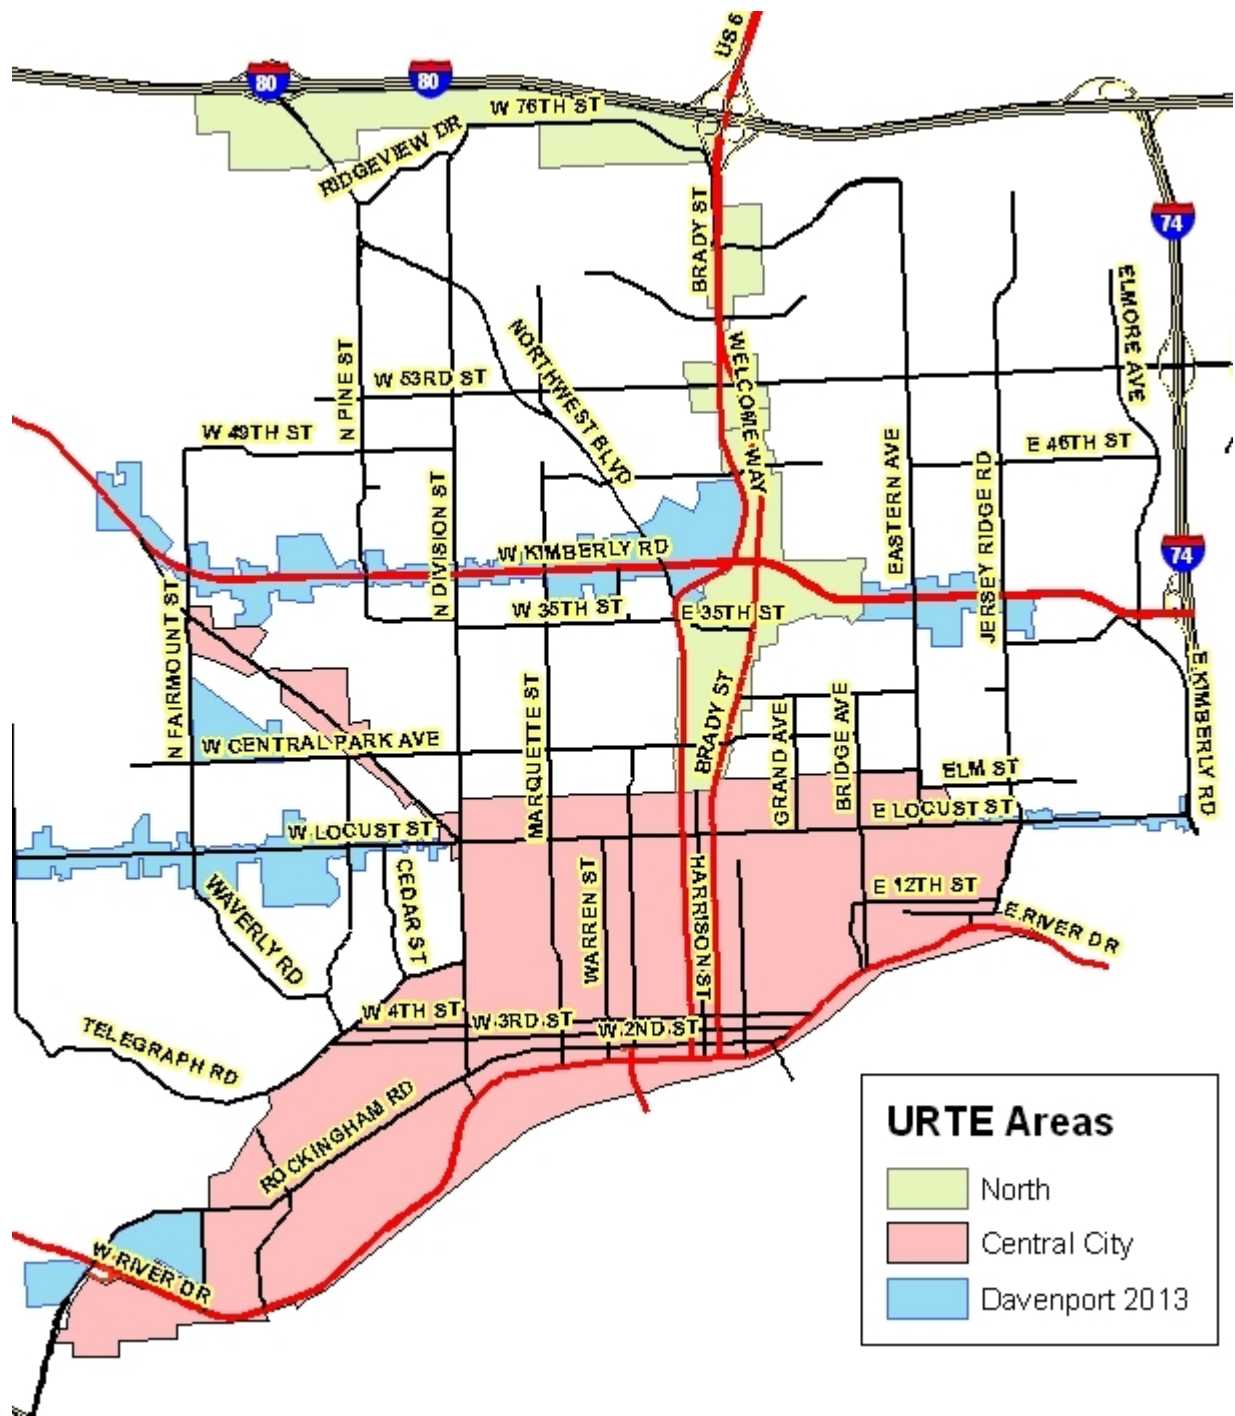 US 6
80
80
W 76TH ST
RIDGEVIEW DR
74
BRADY ST
ELMORE AVE
NORTHWEST BLVD
WELCOME WAY
N PINE ST
W 53RD ST
W 49TH ST
E 46TH ST
EASTERN AVE
JERSEY RIDGE RD
N DIVISION ST
74
W KIMBERLY RD
W 35TH ST
E 35TH ST
N FAIRMOUNT ST
E KIMBERLY RD
MARQUETTE ST
BRADY ST
GRAND AVE
BRIDGE AVE
W CENTRAL PARK AVE
ELM ST
E LOCUST ST
W LOCUST ST
WAVERLY RD
CEDAR ST
WARREN ST
HARRISON ST
E 12TH ST
E RIVER DR
W 4TH ST
W 3RD ST
W 2ND ST
TELEGRAPH RD
ROCKINGHAM RD
W RIVER DR
URTE Areas
North
Central City
Davenport 2013